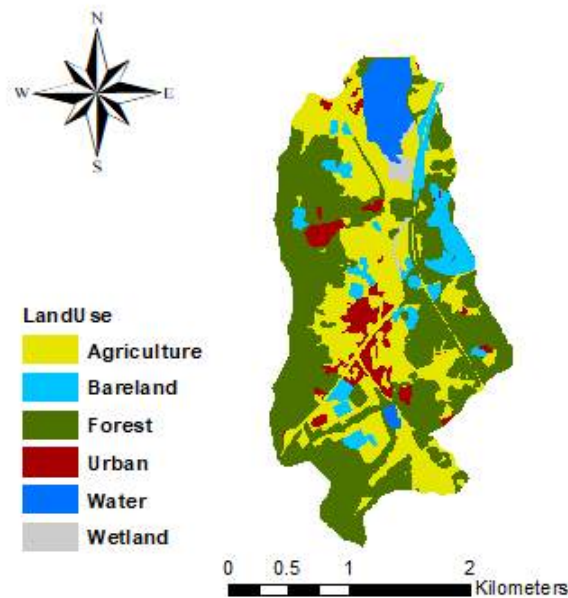 N
W E
S
LandUse
Agriculture
Bareland
Forest
Urban
Water
Wetland
0 0.5 1 2
Kilometers